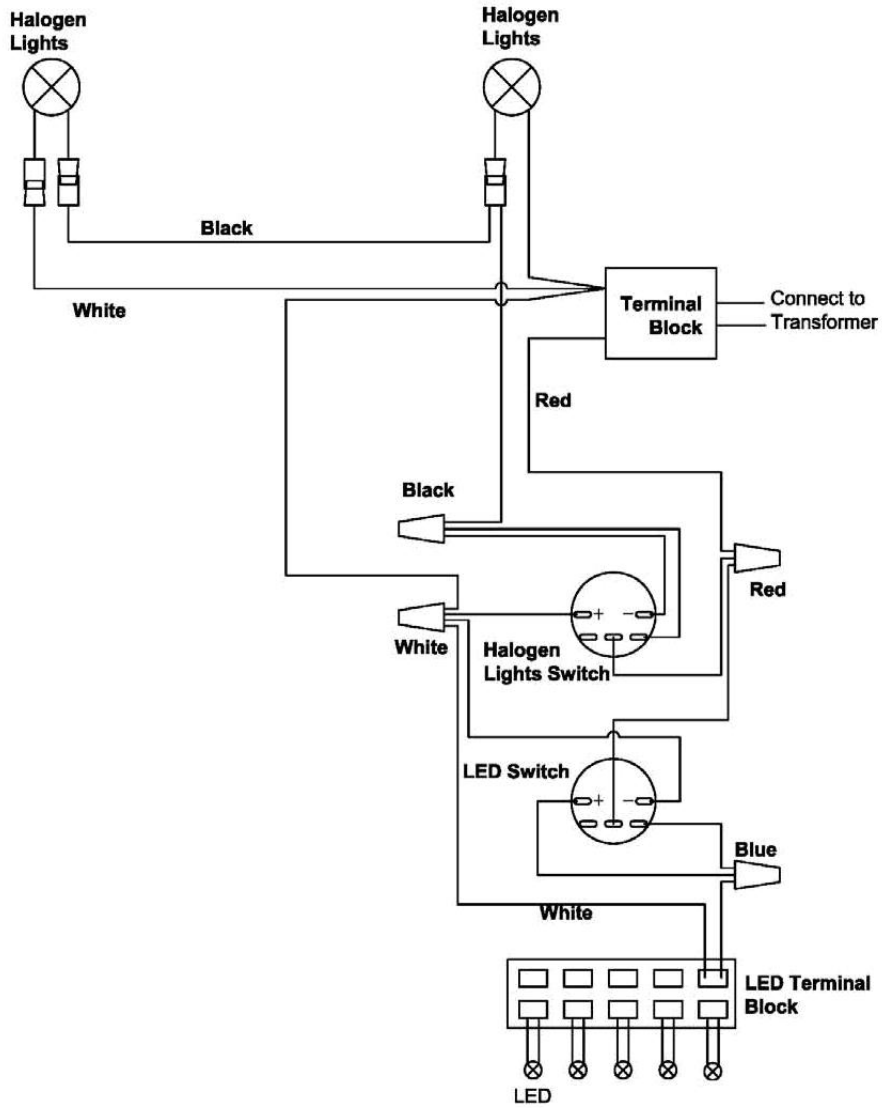 Halogen
Lights
Halogen
Lights
Black
White
Terminal
Block
Connect to
Transformer
Red
Black
Red
White
Halogen
Lights Switch
+ −
LED Switch
+ −
Blue
White
LED Terminal
Block
LED